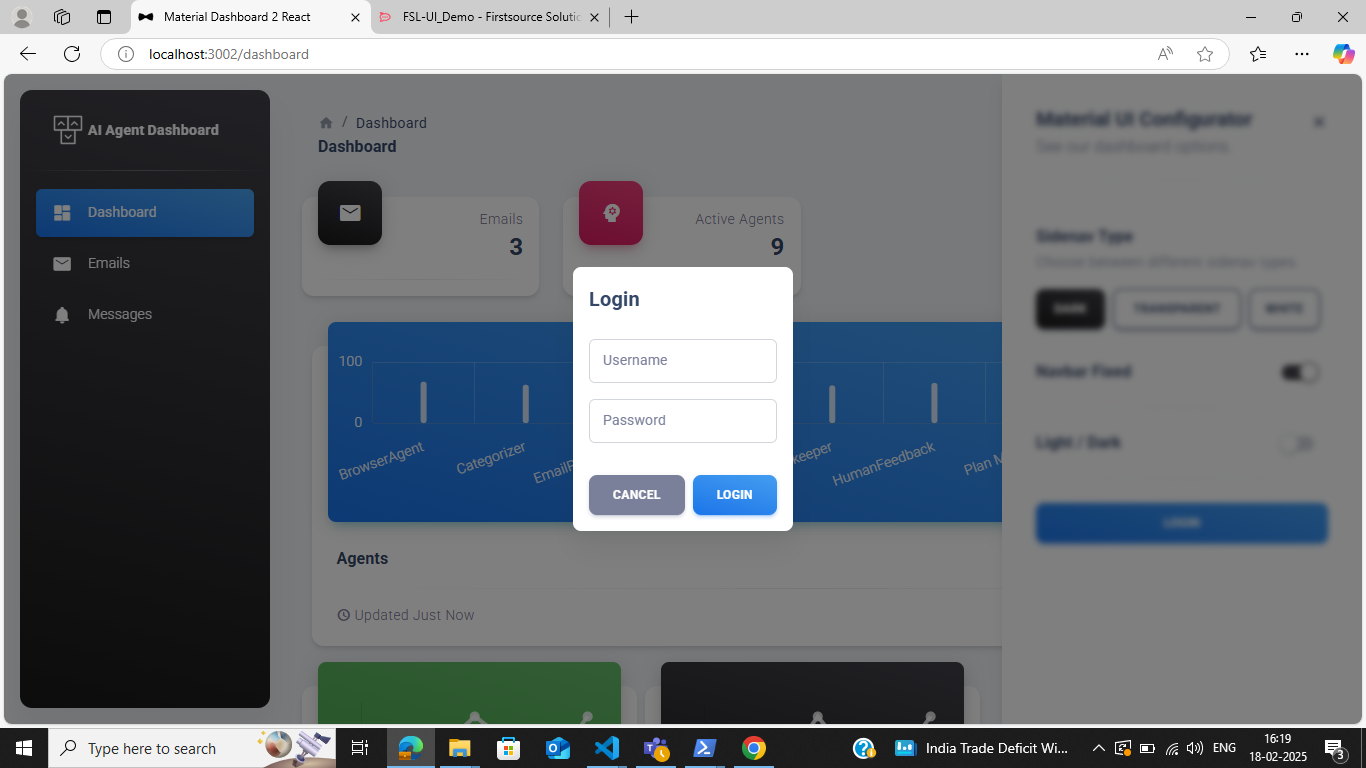 Material Dashboard 2 React
FSL-UI_Demo - Firstsource Solutic
localhost:3002/dashboard
AI Agent Dashboard
Dashboard
Emails
Messages
/ Dashboard
Dashboard
Emails
3
Active Agents
9
100
0
BrowserAgent
Categorizer
EmailR
keeper
HumanFeedback
Plan M
Agents
Updated Just Now
Login
Username
Password
CANCEL LOGIN
Material UI Configurator
See our dashboard options.
Sidenav Type
Choose between different sidenav types.
DARK TRANSPARENT WHITE
Navbar Fixed
Light / Dark
LOGIN
Type here to search
India Trade Deficit Wi...
ENG
16:19
18-02-2025
3